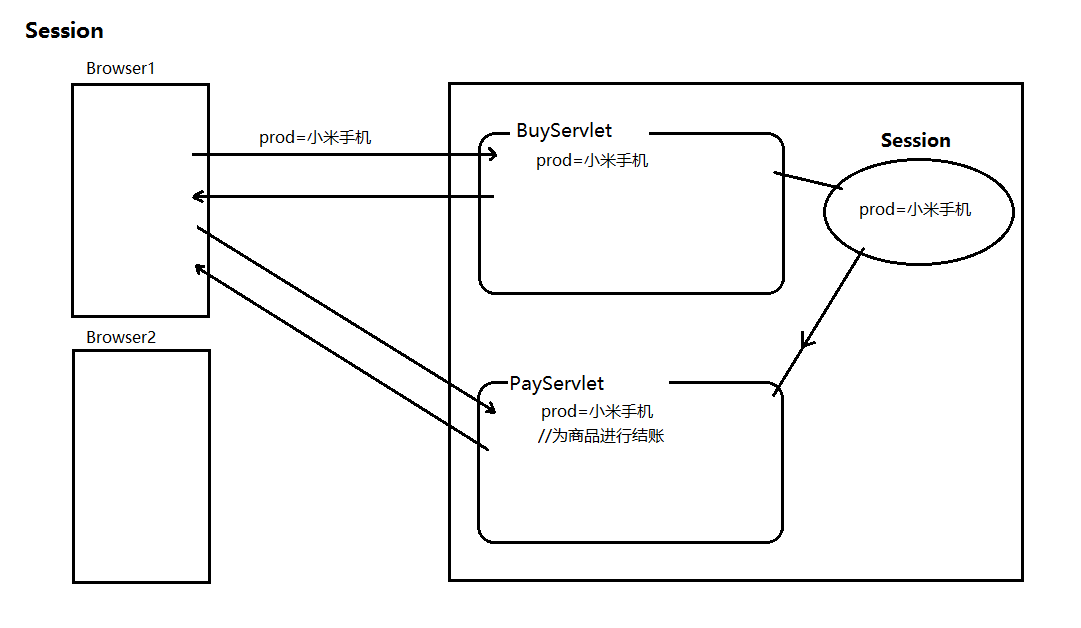 Session
Browser1
prod=小米手机
BuyServlet
prod=小米手机
Session
prod=小米手机
Browser2
PayServlet
prod=小米手机
//为商品进行结账